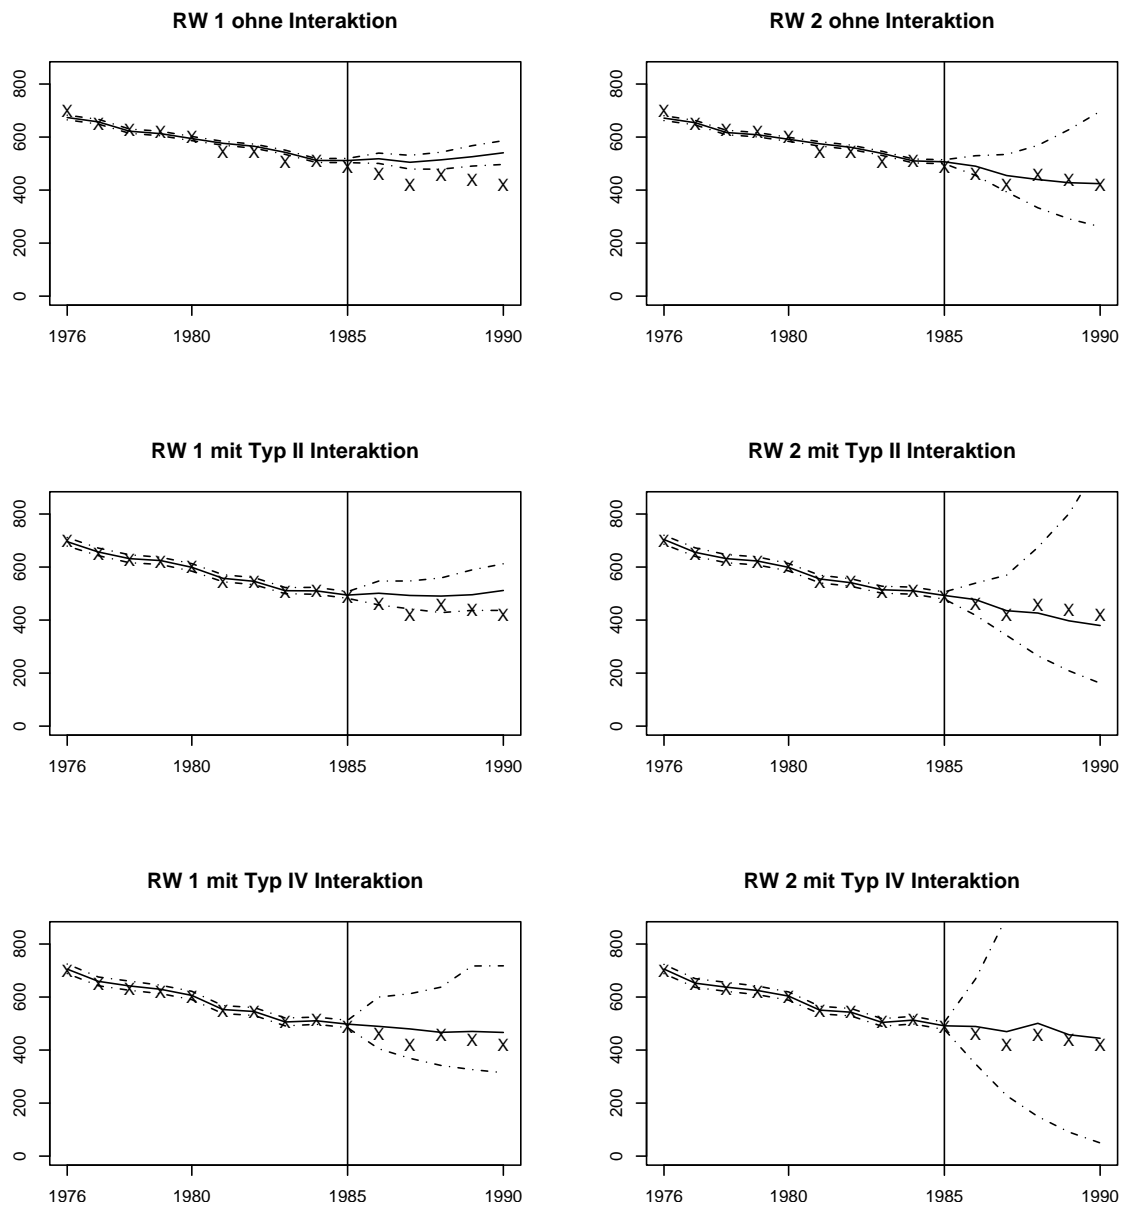 RW 1 ohne Interaktion
800
600
400
200
0
1976 1980 1985 1990
RW 2 ohne Interaktion
800
600
400
200
0
1976 1980 1985 1990
RW 1 mit Typ II Interaktion
800
600
400
200
0
1976 1980 1985 1990
RW 2 mit Typ II Interaktion
800
600
400
200
0
1976 1980 1985 1990
RW 1 mit Typ IV Interaktion
800
600
400
200
0
1976 1980 1985 1990
RW 2 mit Typ IV Interaktion
800
600
400
200
0
1976 1980 1985 1990